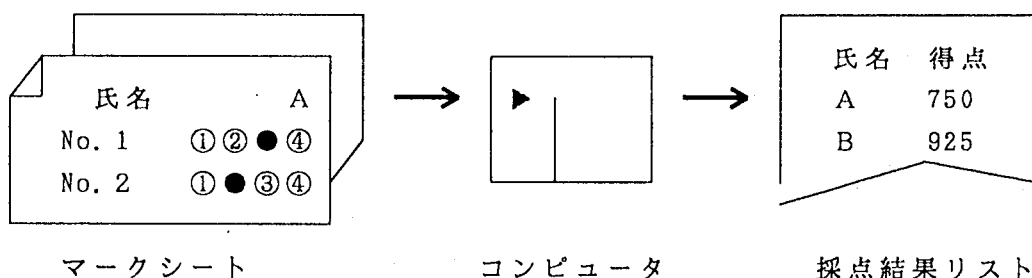 氏名 A
No. 1 ①②●④
No. 2 ①●③④
マークシート
コンピュータ
氏名 得点
A 750
B 925
採点結果リスト